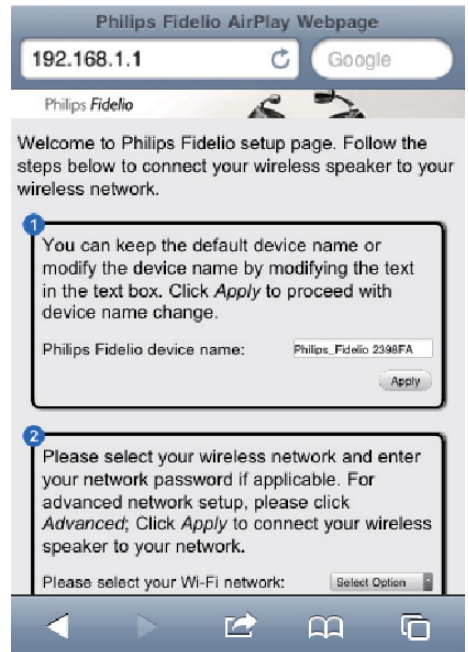 Philips Fidelio AirPlay Webpage
192.168.1.1
Google
Philips Fidelio
Welcome to Philips Fidelio setup page. Follow the
steps below to connect your wireless speaker to your
wireless network.
1
You can keep the default device name or
modify the device name by modifying the text
in the text box. Click Apply to proceed with
device name change.
Philips Fidelio device name: Philips_Fidelio 2398FA
Apply
2
Please select your wireless network and enter
your network password if applicable. For
advanced network setup, please click
Advanced; Click Apply to connect your wireless
speaker to your network.
Please select your Wi-Fi network: Select Option